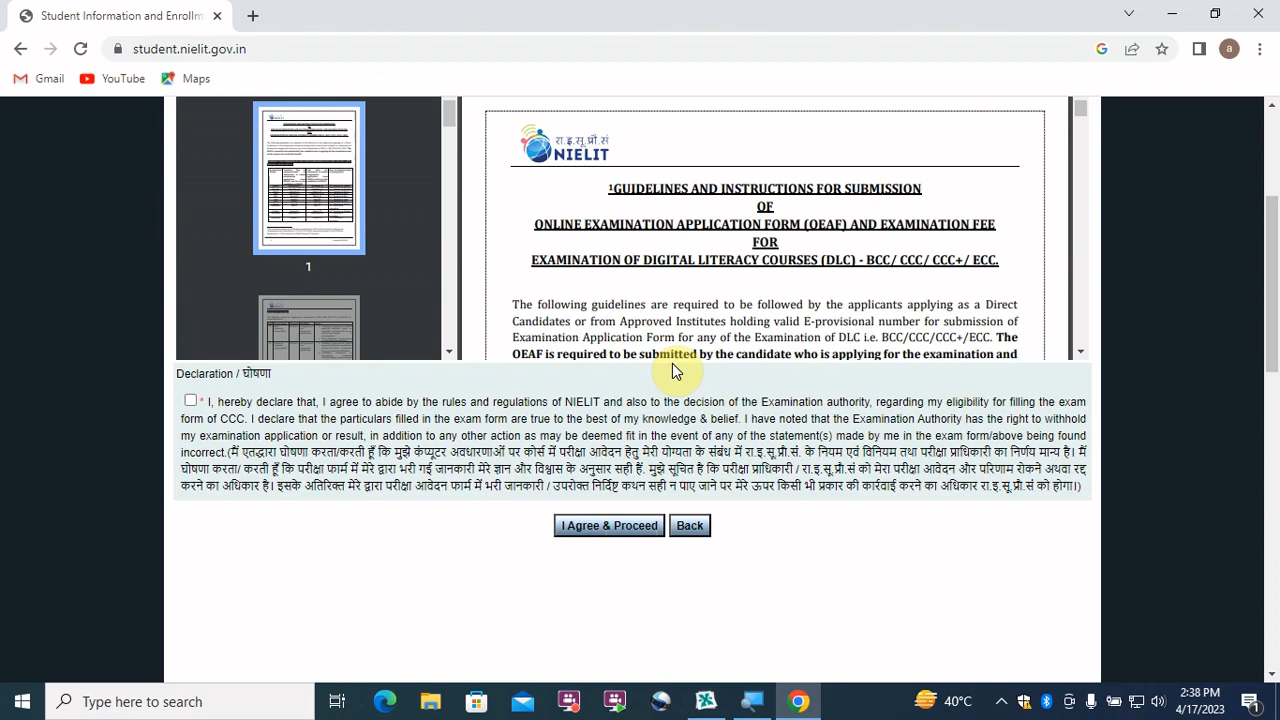 Student Information and Enrollm
student.nielit.gov.in
a
Gmail
YouTube
Maps
1
रा.इ.सू.प्रौ.सं
NIELIT
¹GUIDELINES AND INSTRUCTIONS FOR SUBMISSION
OF
ONLINE EXAMINATION APPLICATION FORM (OEAF) AND EXAMINATION FEE
FOR
EXAMINATION OF DIGITAL LITERACY COURSES (DLC) - BCC/ CCC/ CCC+/ ECC.
The following guidelines are required to be followed by the applicants applying as a Direct
Candidates or from Approved Institutes holding valid E-provisional number for submission of
Examination Application Form for any of the Examination of DLC i.e. BCC/CCC/CCC+/ECC. The
OEAF is required to be submitted by the candidate who is applying for the examination and
Declaration / घोषणा
* I, hereby declare that, I agree to abide by the rules and regulations of NIELIT and also to the decision of the Examination authority, regarding my eligibility for filling the exam
form of CCC. I declare that the particulars filled in the exam form are true to the best of my knowledge & belief. I have noted that the Examination Authority has the right to withhold
my examination application or result, in addition to any other action as may be deemed fit in the event of any of the statement(s) made by me in the exam form/above being found
incorrect.(मैं एतद्वारा घोषणा करता/करती हूँ कि मुझे कंप्यूटर अवधारणाओं पर कोर्स में परीक्षा आवेदन हेतु मेरी योग्यता के संबंध में रा.इ.सू.प्रौ.सं. के नियम एवं विनियम तथा परीक्षा प्राधिकारी का निर्णय मान्य है। मैं
घोषणा करता/ करती हूँ कि परीक्षा फार्म में मेरे द्वारा भरी गई जानकारी मेरे ज्ञान और विश्वास के अनुसार सही हैं. मुझे सूचित है कि परीक्षा प्राधिकारी / रा.इ.सू.प्रौ.सं को मेरा परीक्षा आवेदन और परिणाम रोकने अथवा रद्द
करने का अधिकार है। इसके अतिरिक्त मेरे द्वारा परीक्षा आवेदन फार्म में भरी जानकारी / उपरोक्त निर्दिष्ट कथन सही न पाए जाने पर मेरे ऊपर किसी भी प्रकार की कार्रवाई करने का अधिकार रा.इ.सू.प्रौ.सं को होगा।)
I Agree & Proceed
Back
Type here to search
40°C
2:38 PM
4/17/2023
1